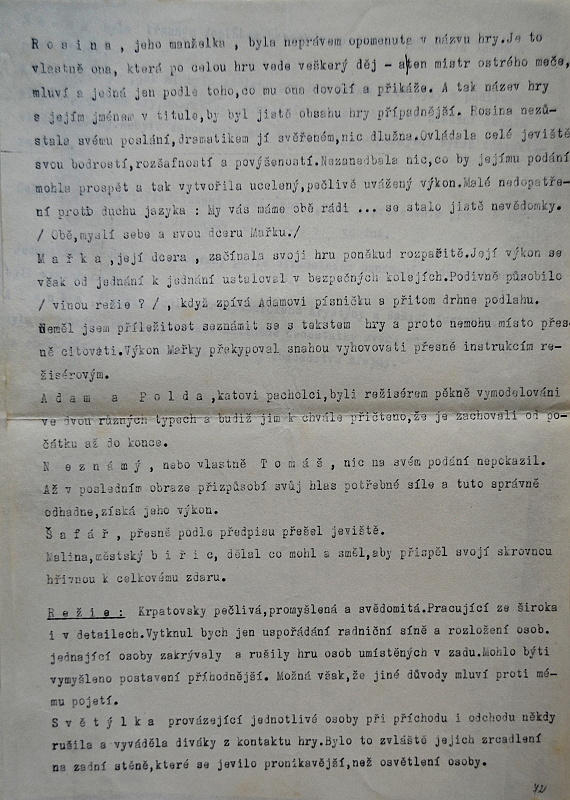 R o s i n a , jeho manželka , byla neprávem opomenuta v názvu hry.Je to
vlastně ona, která po celou hru vede veškerý děj - a ten mistr ostrého meče,
mluví a jedná jen podle toho,co mu ona dovolí a přikáže. A tak název hry
s jejím jménem v titule,by byl jistě obsahu hry případnější. Rosina nezů-
stala svému poslání,dramatikem jí svěřeném,nic dlužna.Ovládala celé jeviště
svou bodrostí,rozšafností a povýšeností.Nezanedbala nic,co by jejímu podání
mohlo prospět a tak vytvořila ucelený,pečlivě uvážený výkon.Malé nedopatře-
ní proti duchu jazyka : My vás máme obě rádi ... se stalo jistě nevědomky.
/ Obě,myslí sebe a svou dceru Mařku./
M a ř k a ,její dcera , začínala svoji hru poněkud rozpačitě.Její výkon se
však od jednání k jednání ustaloval v bezpečných kolejích.Podivně působilo
/ vinou režie ? / , když zpívá Adamovi písničku a přitom drhne podlahu.
Neměl jsem příležitost seznámit se s tekstem hry a proto nemohu místo přes-
ně citovati.Výkon Mařky překypoval snahou vyhovovati přesně instrukcím re-
žisérovým.
A d a m a P o l d a ,katovi pacholci,byli režisérem pěkně vymodelováni
ve dvou různých typech a budiž jim k chvále přičteno,že je zachovali od po-
čátku až do konce.
N e z n á m ý , nebo vlastně T o m á š , nic na svém podání nepokazil.
Až v posledním obraze přizpůsobí svůj hlas potřebné síle a tuto správně
odhadne,získá jeho výkon.
Š a f á ř , přesně podle předpisu přešel jeviště.
Malina,městský b i ř i c, dělal co mohl a směl,aby přispěl svojí skrovnou
hřivnou k celkovému zdaru.
R e ž i e : Krpatovsky pečlivá,promyšlená a svědomitá.Pracující ze široka
i v detailech.Vytknul bych jen uspořádání radniční síně a rozložení osob.
jednající osoby zakrývaly a rušily hru osob umístěných v zadu.Mohlo býti
vymyšleno postavení příhodnější. Možná však,že jiné důvody mluví proti mé-
mu pojetí.
S v ě t ý l k a provázející jednotlivé osoby při příchodu i odchodu někdy
rušila a vyváděla diváky z kontaktu hry.Bylo to zvláště jejich zrcadlení
na zadní stěně,které se jevilo pronikavější,než osvětlení osoby.
72